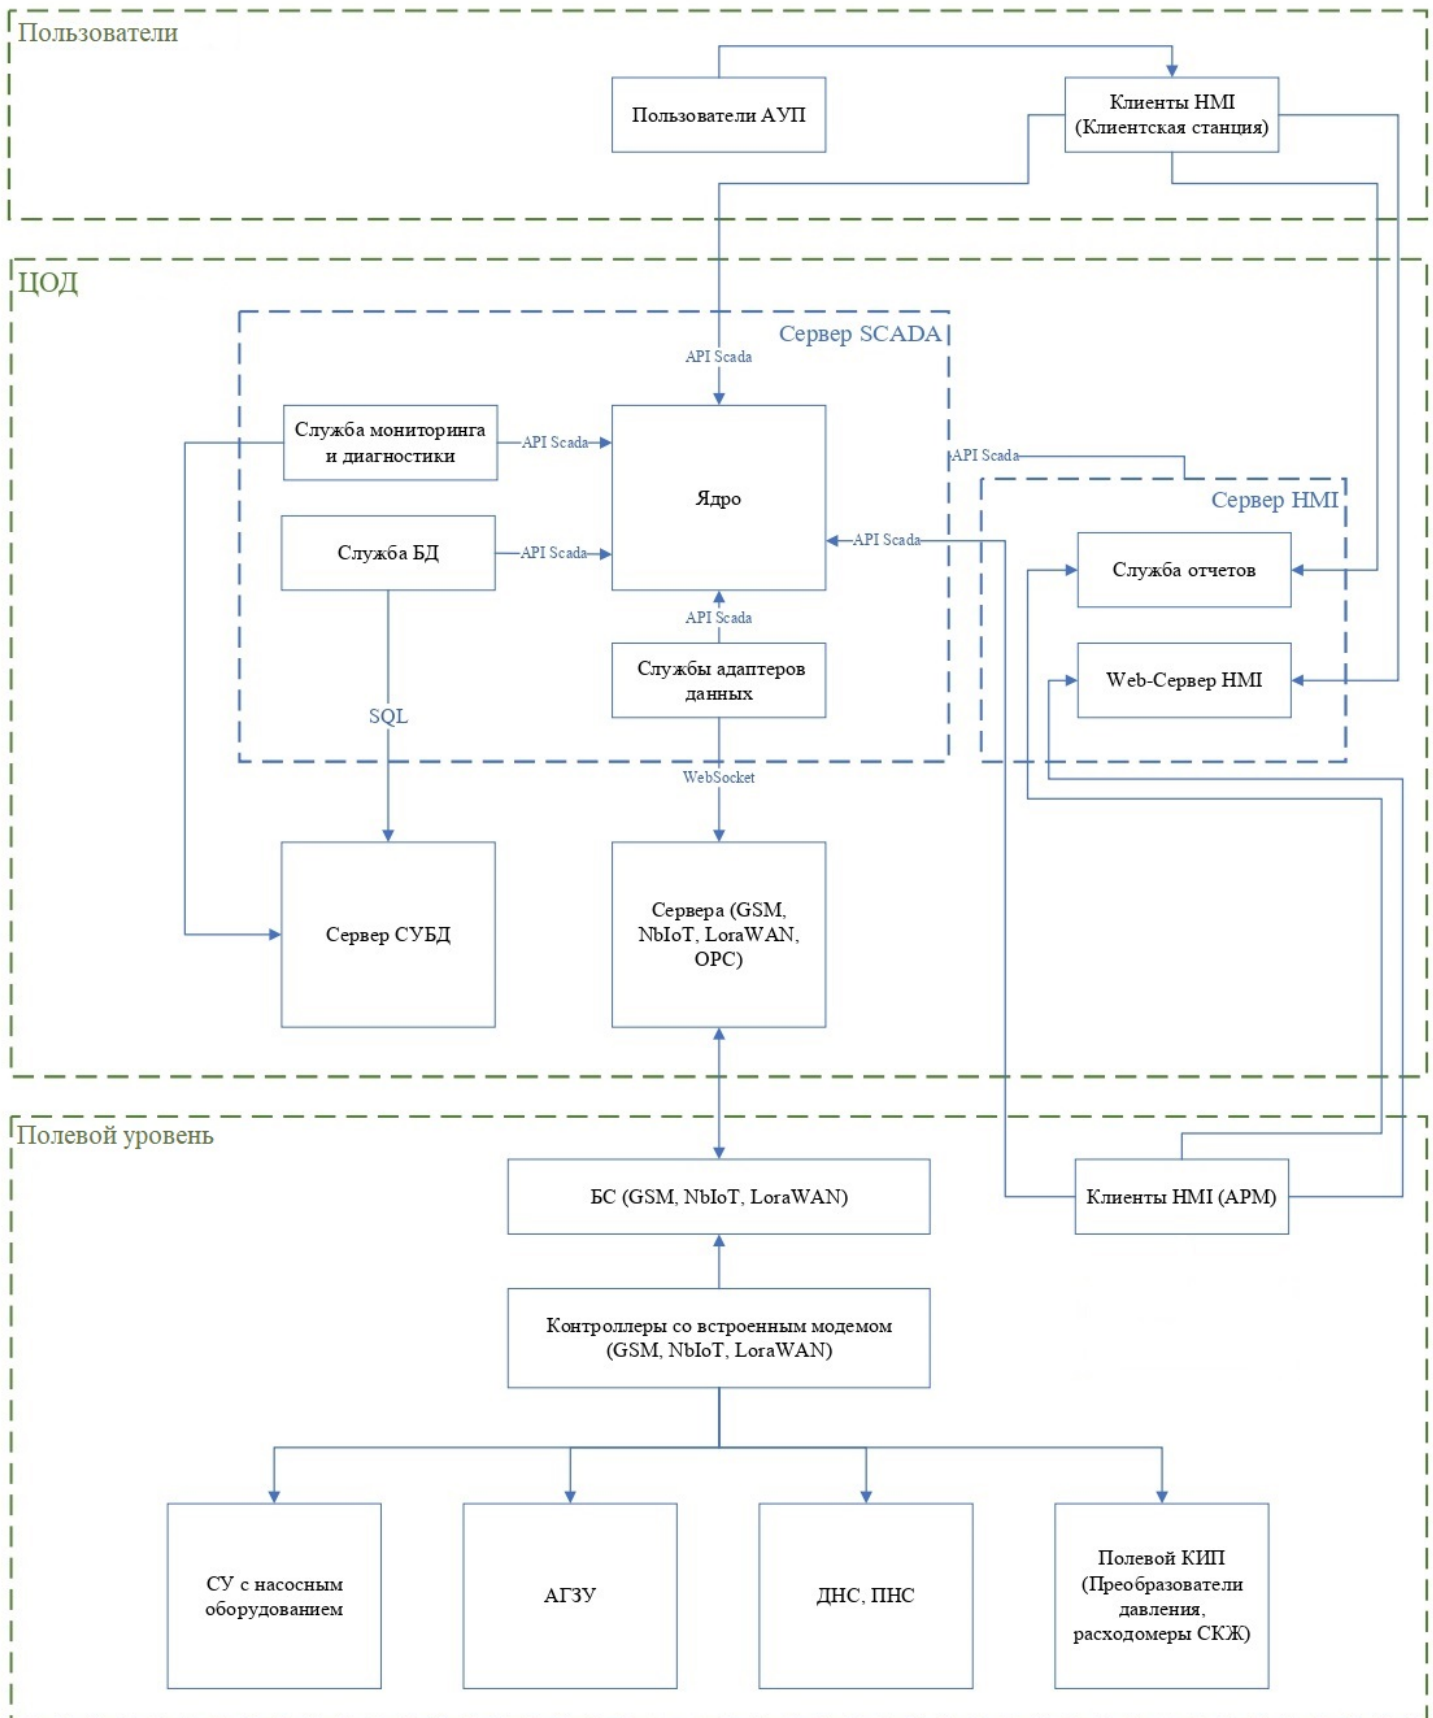 Пользователи
Пользователи АУП
Клиенты HMI
(Клиентская станция)
ЦОД
Сервер SCADA
API Scada
Служба мониторинга
и диагностики
API Scada
Ядро
API Scada
Сервер HMI
Служба БД
API Scada
API Scada
Служба отчетов
API Scada
Службы адаптеров
данных
Web-Сервер HMI
SQL
WebSocket
Сервер СУБД
Сервера (GSM,
NbIoT, LoraWAN,
OPC)
Полевой уровень
БС (GSM, NbIoT, LoraWAN)
Клиенты HMI (АРМ)
Контроллеры со встроенным модемом
(GSM, NbIoT, LoraWAN)
СУ с насосным
оборудованием
АГЗУ
ДНС, ПНС
Полевой КИП
(Преобразователи
давления,
расходомеры СКЖ)